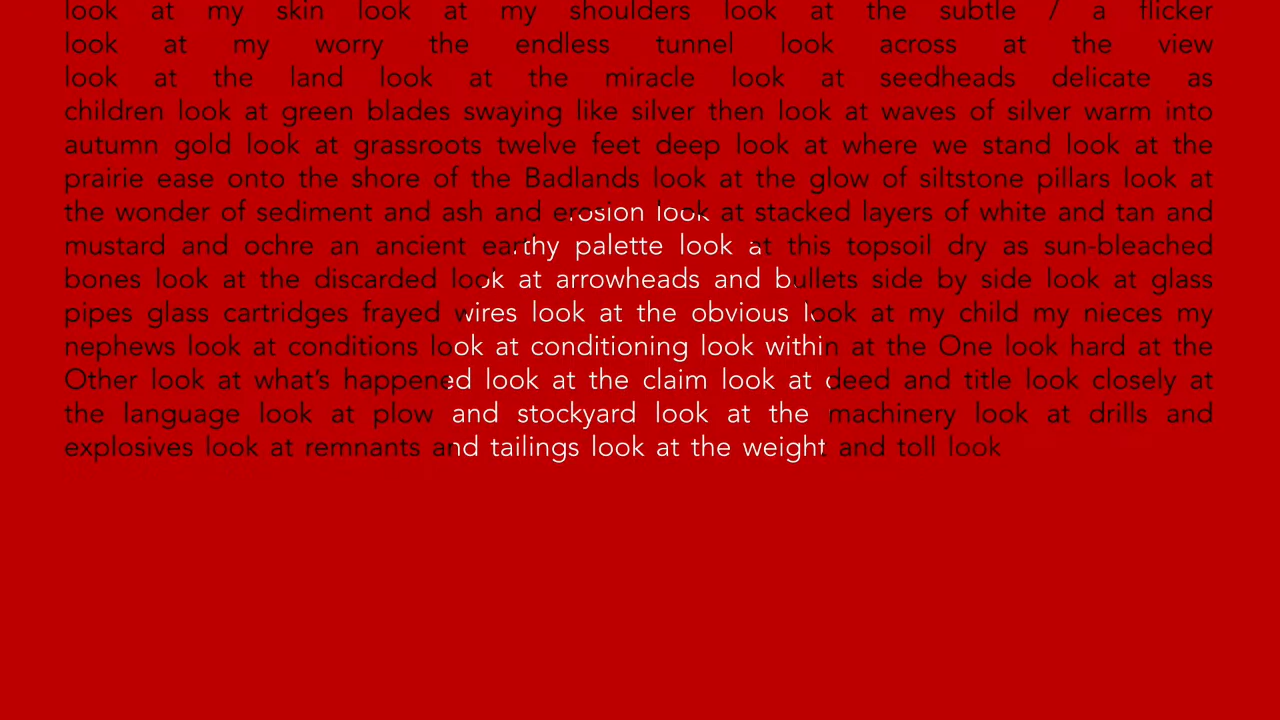 look at my skin look at my shoulders look at the subtle / a flicker
look at my worry the endless tunnel look across at the view
look at the land look at the miracle look at seedheads delicate as
children look at green blades swaying like silver then look at waves of silver warm into
autumn gold look at grassroots twelve feet deep look at where we stand look at the
prairie ease onto the shore of the Badlands look at the glow of siltstone pillars look at
the wonder of sediment and ash and erosion look at stacked layers of white and tan and
mustard and ochre an ancient earthy palette look at this topsoil dry as sun-bleached
bones look at the discarded look at arrowheads and bullets side by side look at glass
pipes glass cartridges frayed wires look at the obvious look at my child my nieces my
nephews look at conditions look at conditioning look within at the One look hard at the
Other look at what's happened look at the claim look at deed and title look closely at
the language look at plow and stockyard look at the machinery look at drills and
explosives look at remnants and tailings look at the weight and toll look